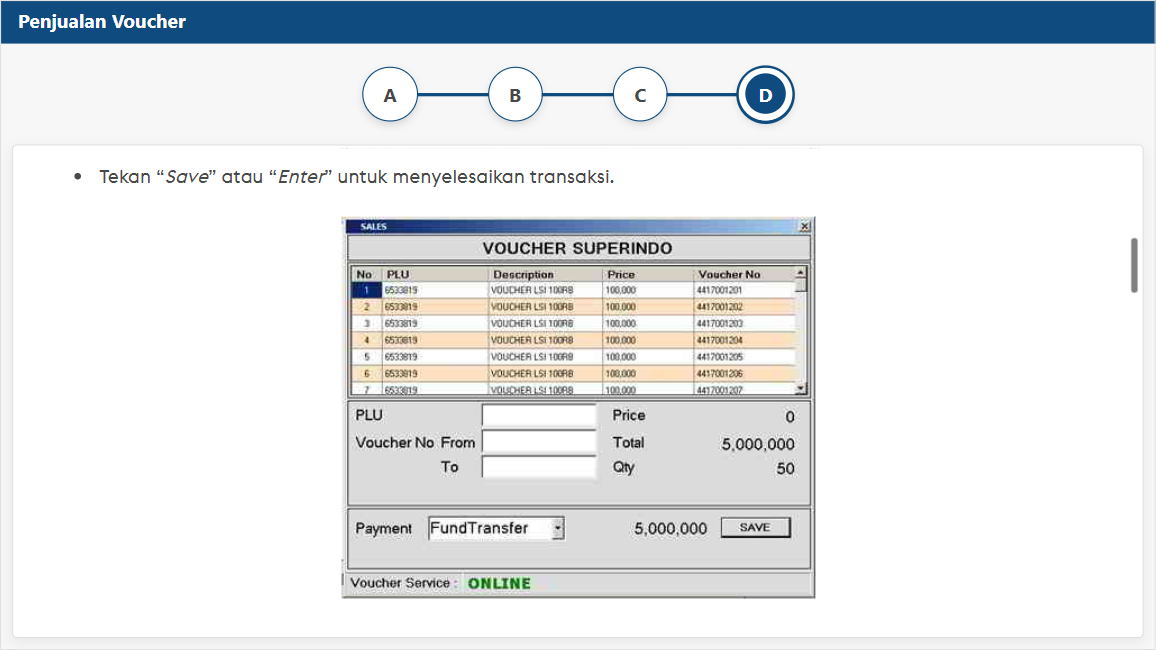 Penjualan Voucher
A B C D
• Tekan “Save” atau “Enter” untuk menyelesaikan transaksi.
SALES
VOUCHER SUPERINDO
No PLU Description Price Voucher No
1 6533819 VOUCHER LSI 100RB 100,000 4417001201
2 6533819 VOUCHER LSI 100RB 100,000 4417001202
3 6533819 VOUCHER LSI 100RB 100,000 4417001203
4 6533819 VOUCHER LSI 100RB 100,000 4417001204
5 6533819 VOUCHER LSI 100RB 100,000 4417001205
6 6533819 VOUCHER LSI 100RB 100,000 4417001206
7 6533819 VOUCHER LSI 100RB 100,000 4417001207
PLU Price 0
Voucher No From Total 5,000,000
To Qty 50
Payment FundTransfer 5,000,000 SAVE
Voucher Service : ONLINE